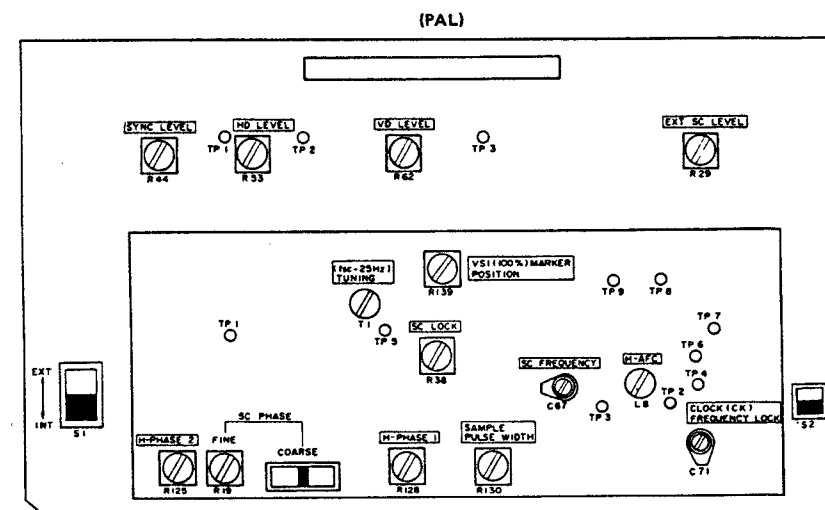 (PAL)
SYNC LEVEL
R44
TP 1
HD LEVEL
R53
TP 2
VD LEVEL
R62
TP 3
EXT SC LEVEL
R29
(fsc-25Hz)
TUNING
T1
R139
VSI (100%) MARKER
POSITION
TP 9
TP 8
TP 1
TP 5
SC LOCK
R38
TP 7
TP 6
TP 4
SC FREQUENCY
C67
TP 3
H-AFC
L8
TP 2
EXT
INT
S1
S2
CLOCK (CK)
FREQUENCY LOCK
C71
SC PHASE
H-PHASE 2
R125
FINE
R19
COARSE
H-PHASE 1
R128
SAMPLE
PULSE WIDTH
R130